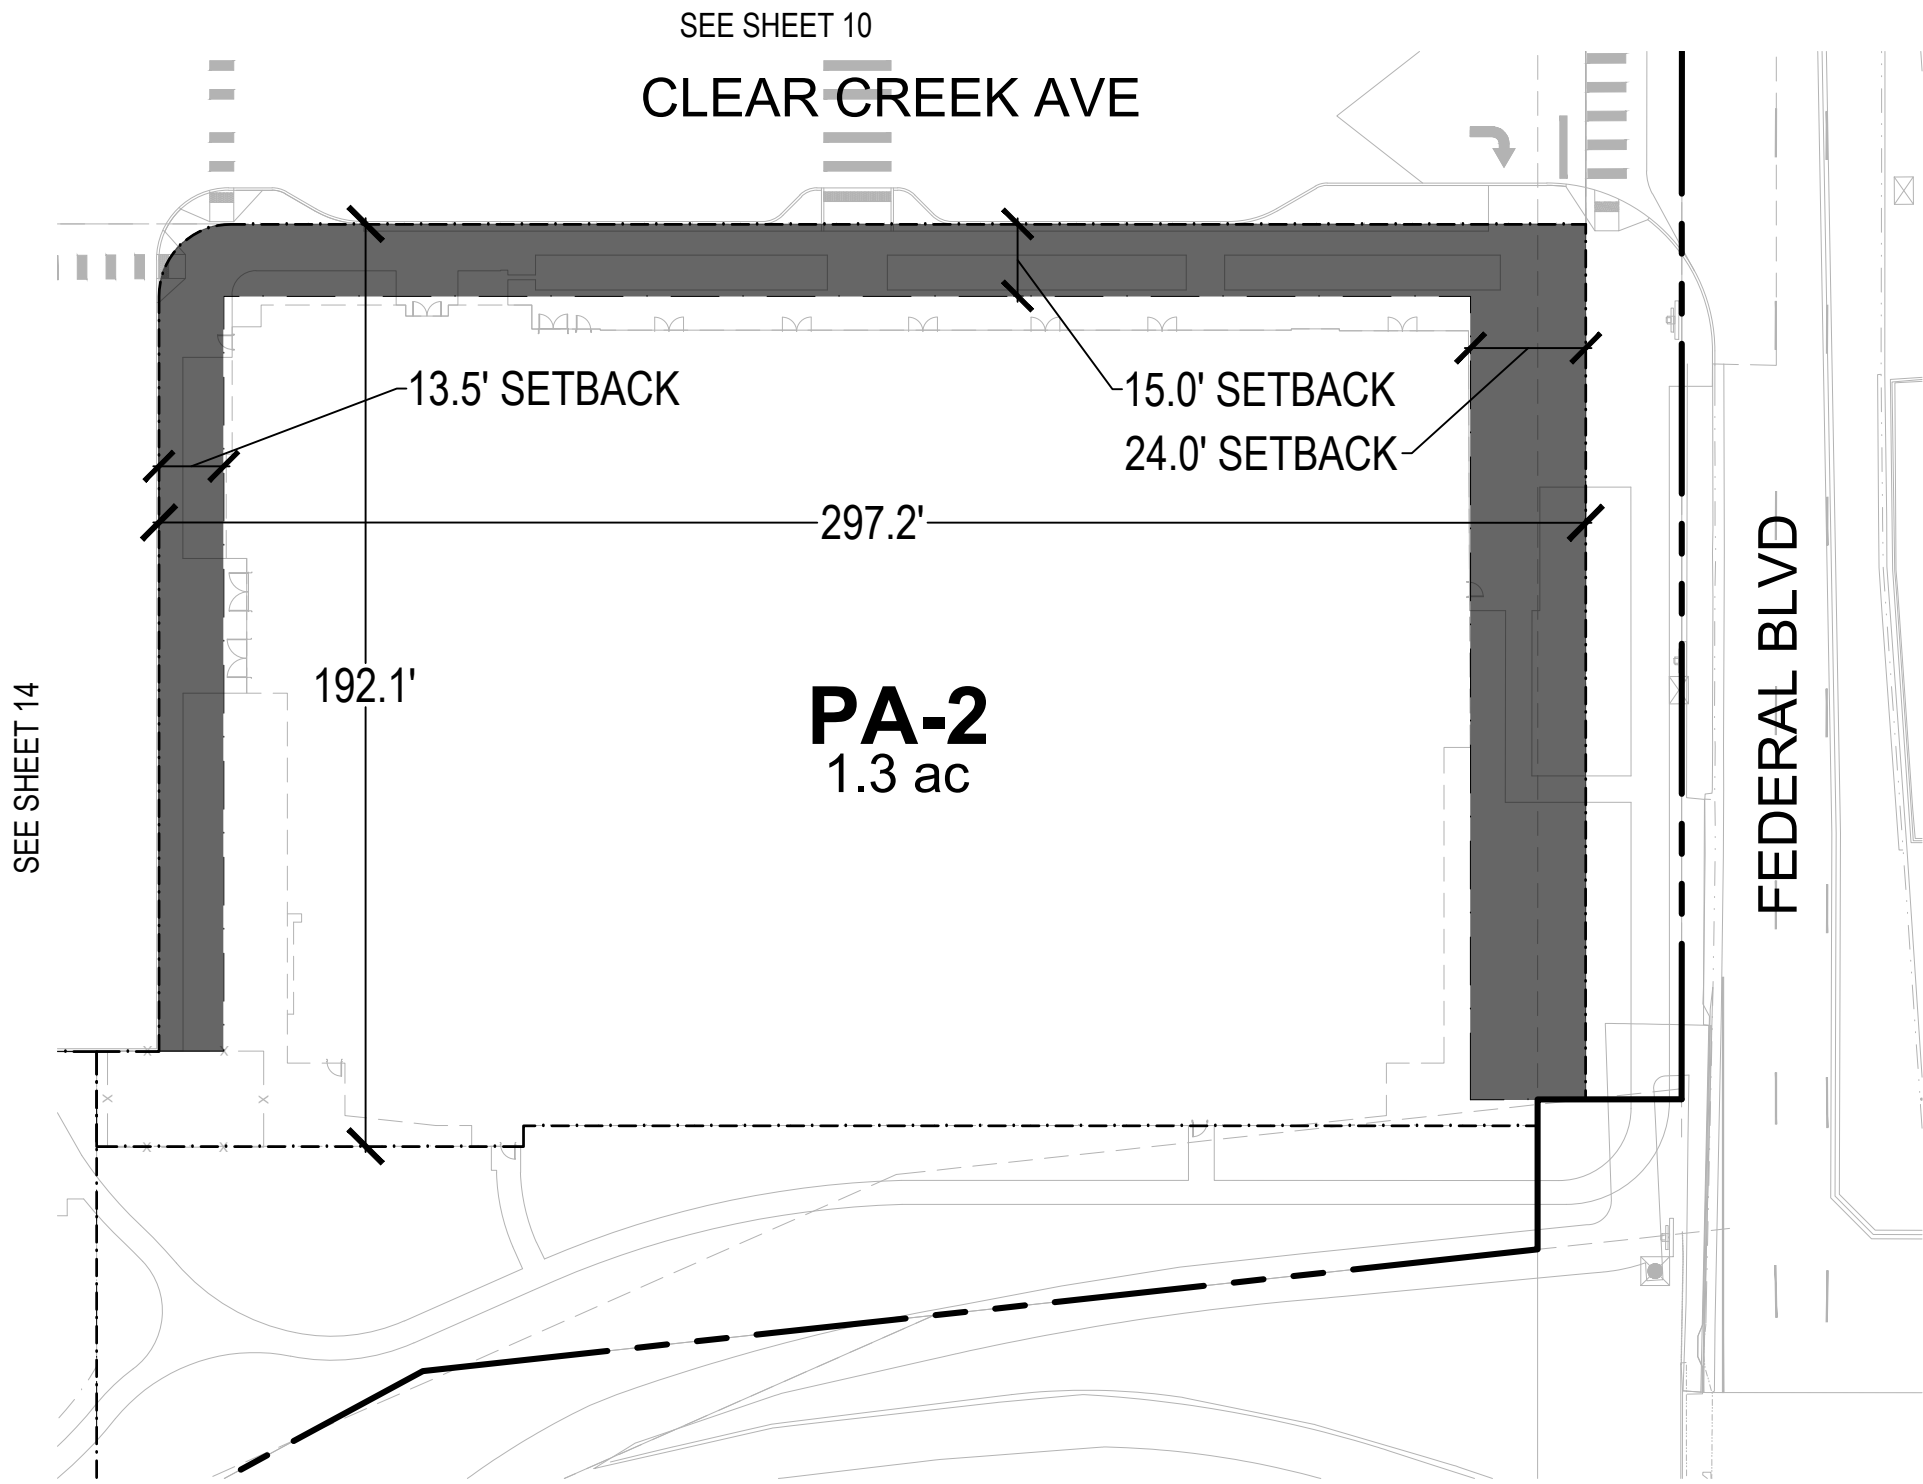 SEE SHEET 10
CLEAR CREEK AVE
13.5' SETBACK
15.0' SETBACK
24.0' SETBACK
297.2'
192.1'
PA-2
1.3 ac
SEE SHEET 14
FEDERAL BLVD